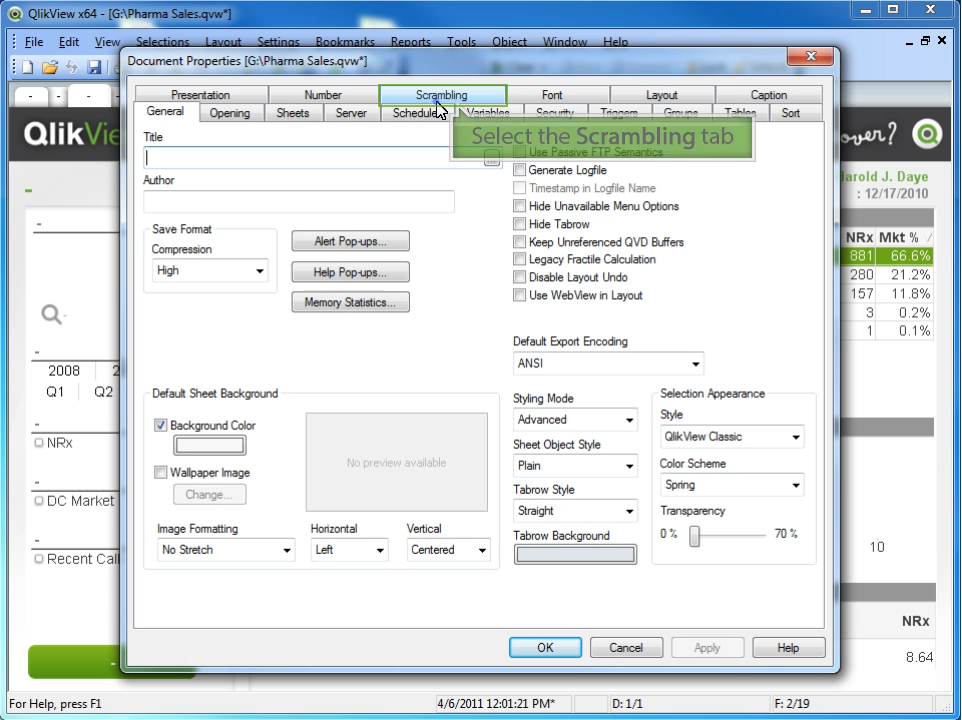 QlikView x64 - [G:\Pharma Sales.qvw*]
File Edit View Selections Layout Settings Bookmarks Reports Tools Object Window Help
Document Properties [G:\Pharma Sales.qvw*]
Presentation Number Scrambling Font Layout Caption
General Opening Sheets Server Scheduler Variables Security Triggers Groups Tables Sort
Select the Scrambling tab
QlikVie
over?
Harold J. Daye
: 12/17/2010
Title
Use Passive FTP Semantics
Generate Logfile
Author
Timestamp in Logfile Name
Hide Unavailable Menu Options
Hide Tabrow
Keep Unreferenced QVD Buffers
Legacy Fractile Calculation
Disable Layout Undo
Use WebView in Layout
Save Format
Compression
High
Alert Pop-ups...
Help Pop-ups...
Memory Statistics...
Default Export Encoding
ANSI
Default Sheet Background
Background Color
Wallpaper Image
Change...
No preview available
Image Formatting
No Stretch
Horizontal
Left
Vertical
Centered
Styling Mode
Advanced
Sheet Object Style
Plain
Tabrow Style
Straight
Tabrow Background
Selection Appearance
Style
QlikView Classic
Color Scheme
Spring
Transparency
0 % 70 %
OK Cancel Apply Help
NRx Mkt %
881 66.6%
280 21.2%
157 11.8%
3 0.2%
1 0.1%
2008 2
Q1 Q2
NRx
DC Market
Recent Call
10
NRx
8.64
For Help, press F1
4/6/2011 12:01:21 PM*
D: 1/1
F: 2/19